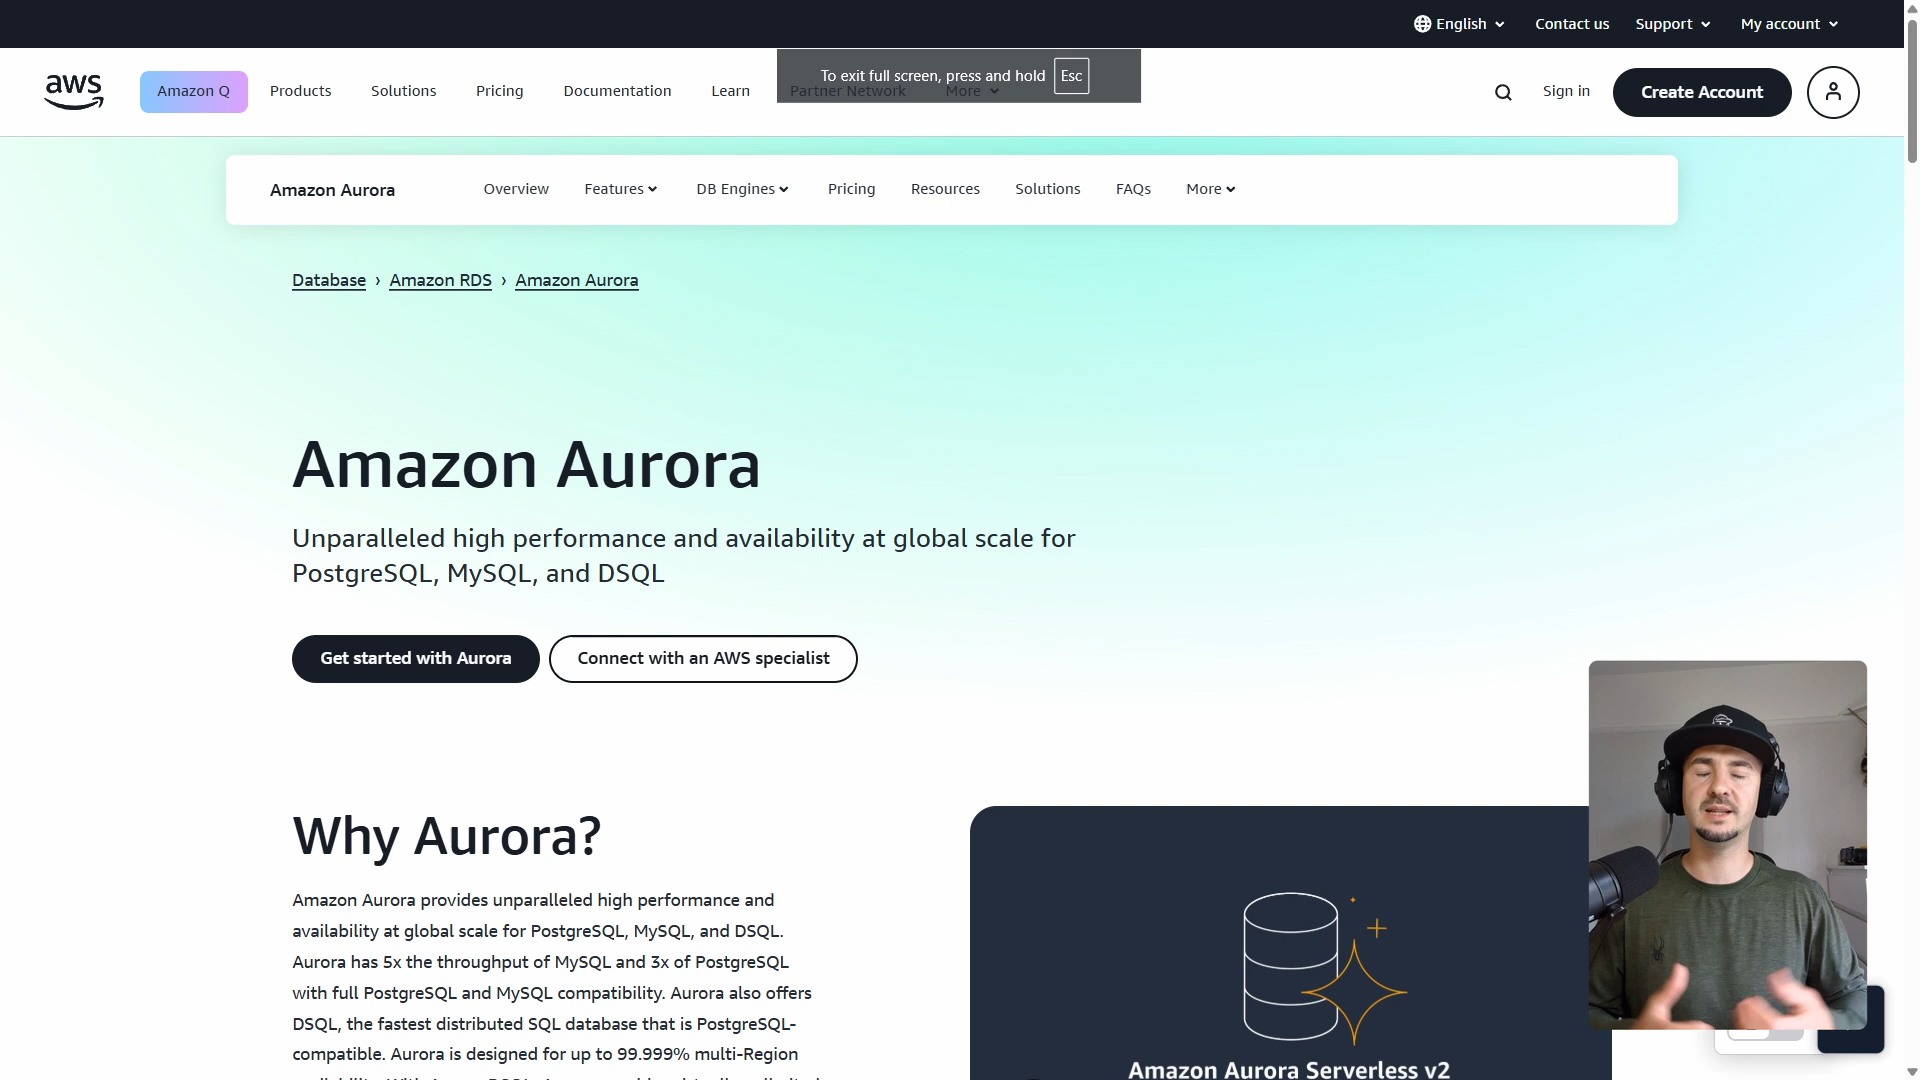 English
Contact us
Support
My account
aws
Amazon Q
Products
Solutions
Pricing
Documentation
Learn
Partner Network
More
To exit full screen, press and hold Esc
Sign in
Create Account
Amazon Aurora
Overview
Features
DB Engines
Pricing
Resources
Solutions
FAQs
More
Database › Amazon RDS › Amazon Aurora
Amazon Aurora
Unparalleled high performance and availability at global scale for
PostgreSQL, MySQL, and DSQL
Get started with Aurora
Connect with an AWS specialist
Why Aurora?
Amazon Aurora provides unparalleled high performance and
availability at global scale for PostgreSQL, MySQL, and DSQL.
Aurora has 5x the throughput of MySQL and 3x of PostgreSQL
with full PostgreSQL and MySQL compatibility. Aurora also offers
DSQL, the fastest distributed SQL database that is PostgreSQL-
compatible. Aurora is designed for up to 99.999% multi-Region
Amazon Aurora Serverless v2